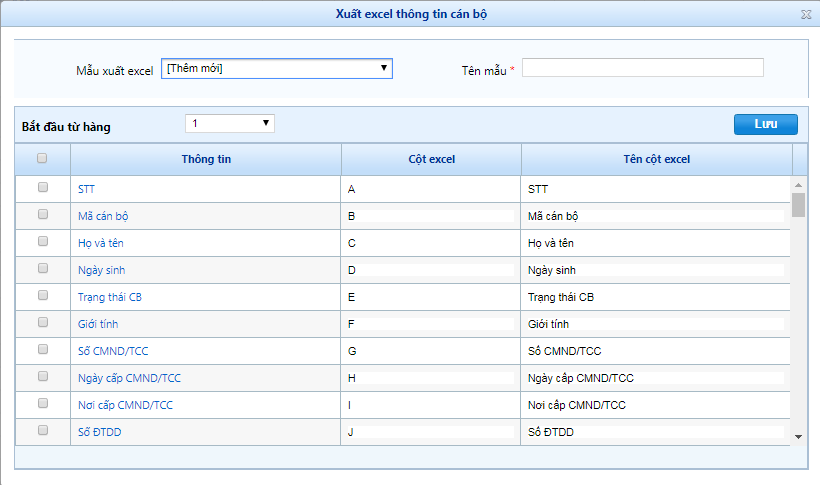 Xuất excel thông tin cán bộ
Mẫu xuất excel [Thêm mới] Tên mẫu *
Bắt đầu từ hàng 1 Lưu
Thông tin Cột excel Tên cột excel
STT A STT
Mã cán bộ B Mã cán bộ
Họ và tên C Họ và tên
Ngày sinh D Ngày sinh
Trạng thái CB E Trạng thái CB
Giới tính F Giới tính
Số CMND/TCC G Số CMND/TCC
Ngày cấp CMND/TCC H Ngày cấp CMND/TCC
Nơi cấp CMND/TCC I Nơi cấp CMND/TCC
Số ĐTDD J Số ĐTDD